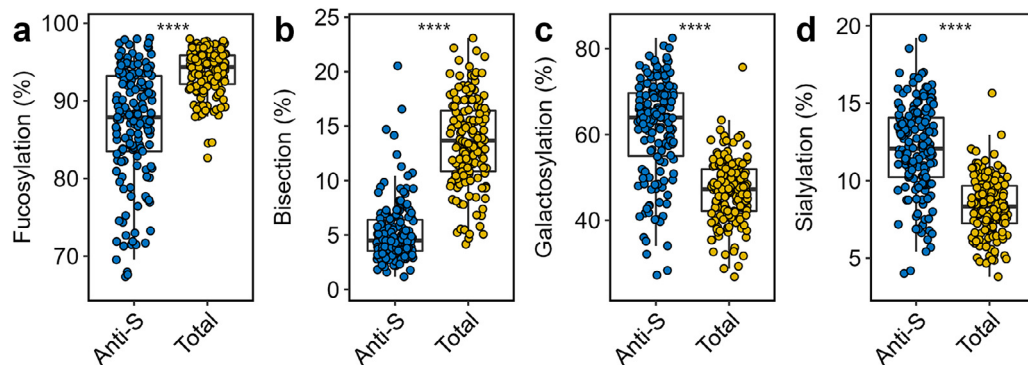 a
Fucosylation (%)
100
90
80
70
****
Anti-S
Total
b
Bisection (%)
25
20
15
10
5
0
****
Anti-S
Total
c
Galactosylation (%)
80
60
40
****
Anti-S
Total
d
Sialylation (%)
20
15
10
5
****
Anti-S
Total